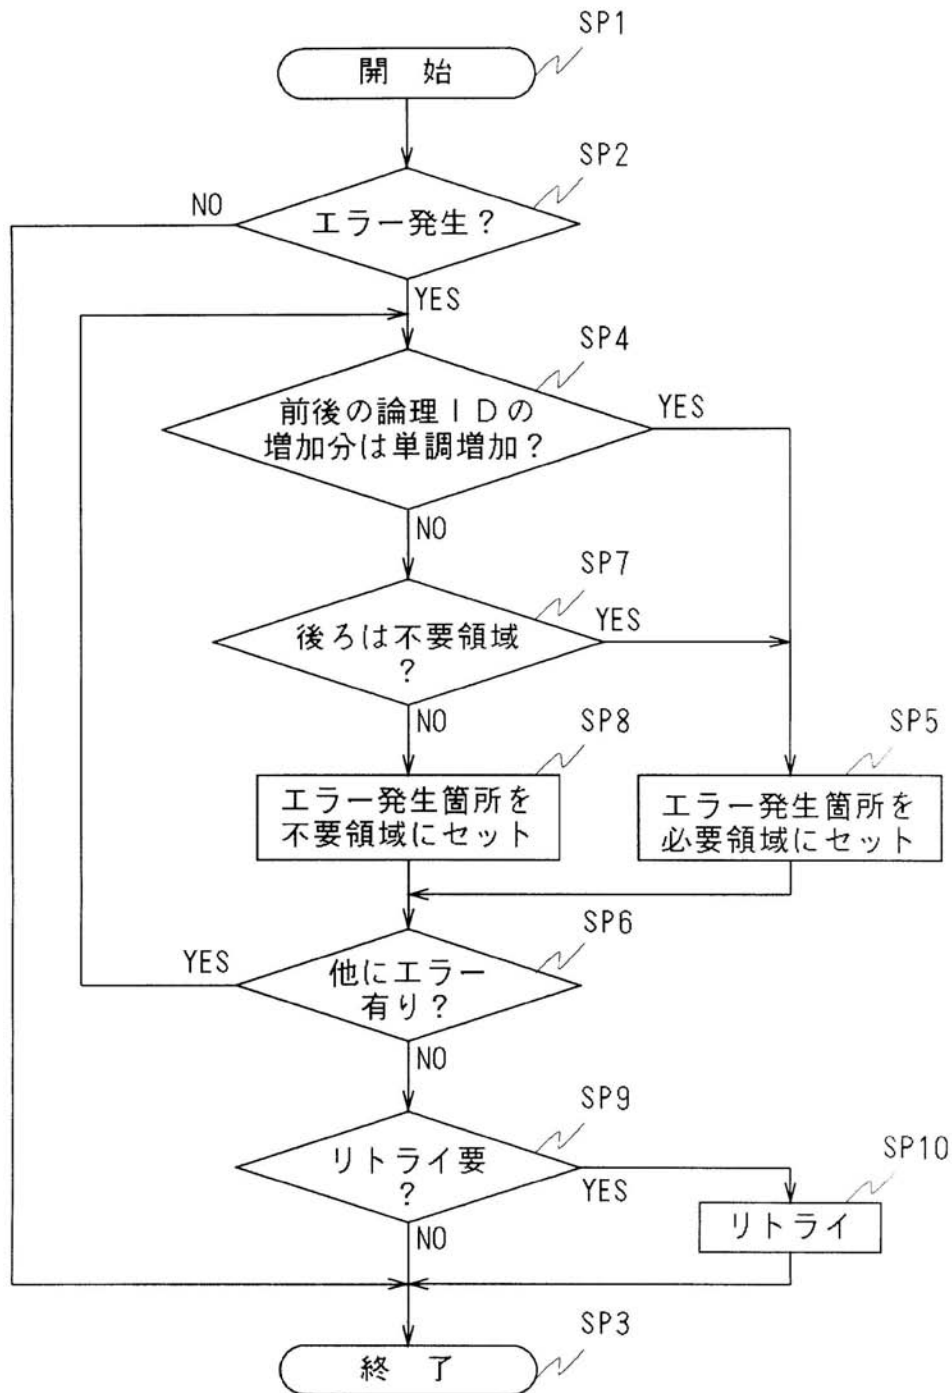 SP1
開 始
SP2
NO
エラー発生?
YES
SP4
前後の論理IDの
増加分は単調増加?
YES
NO
SP7
後ろは不要領域
?
YES
NO
SP8
SP5
エラー発生箇所を
不要領域にセット
エラー発生箇所を
必要領域にセット
SP6
YES
他にエラー
有り?
NO
SP9
リトライ要
?
YES
SP10
リトライ
NO
SP3
終 了